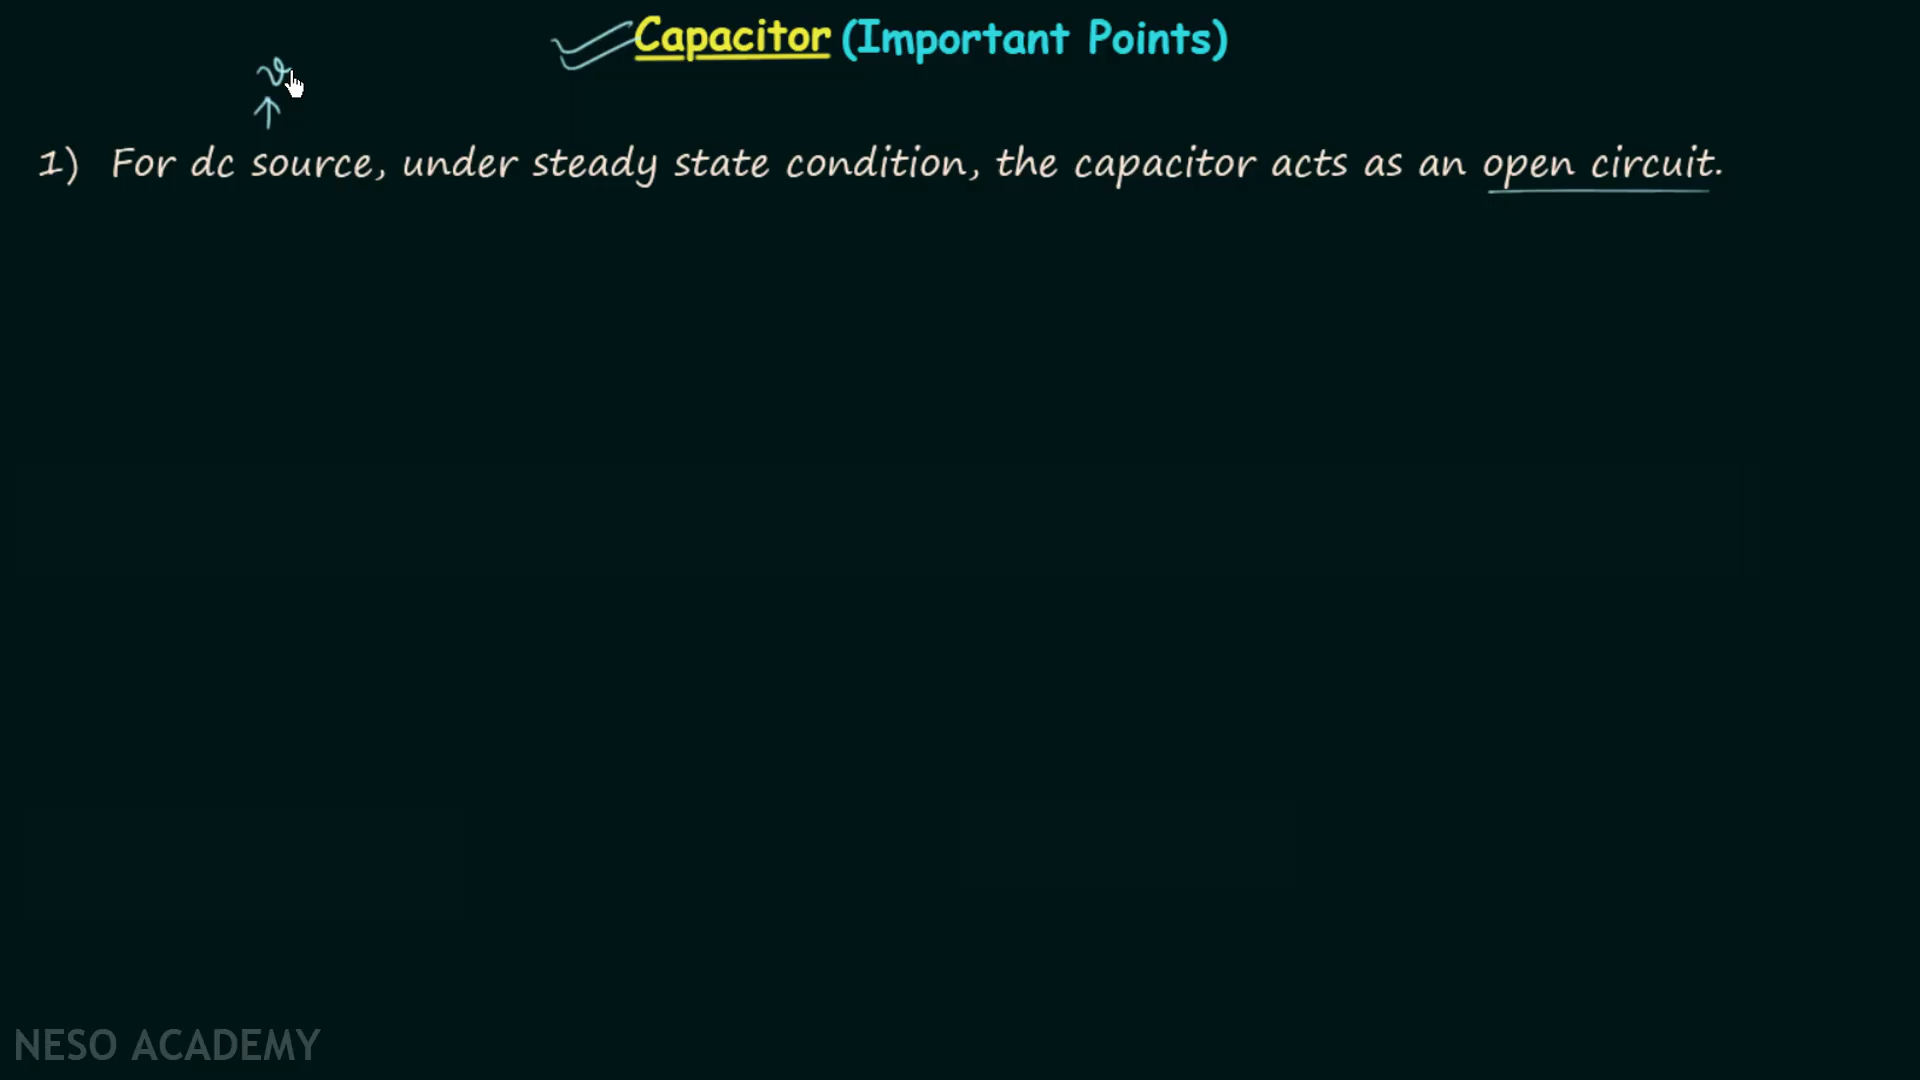 Capacitor (Important Points)
v
1) For dc source, under steady state condition, the capacitor acts as an open circuit.
NESO ACADEMY